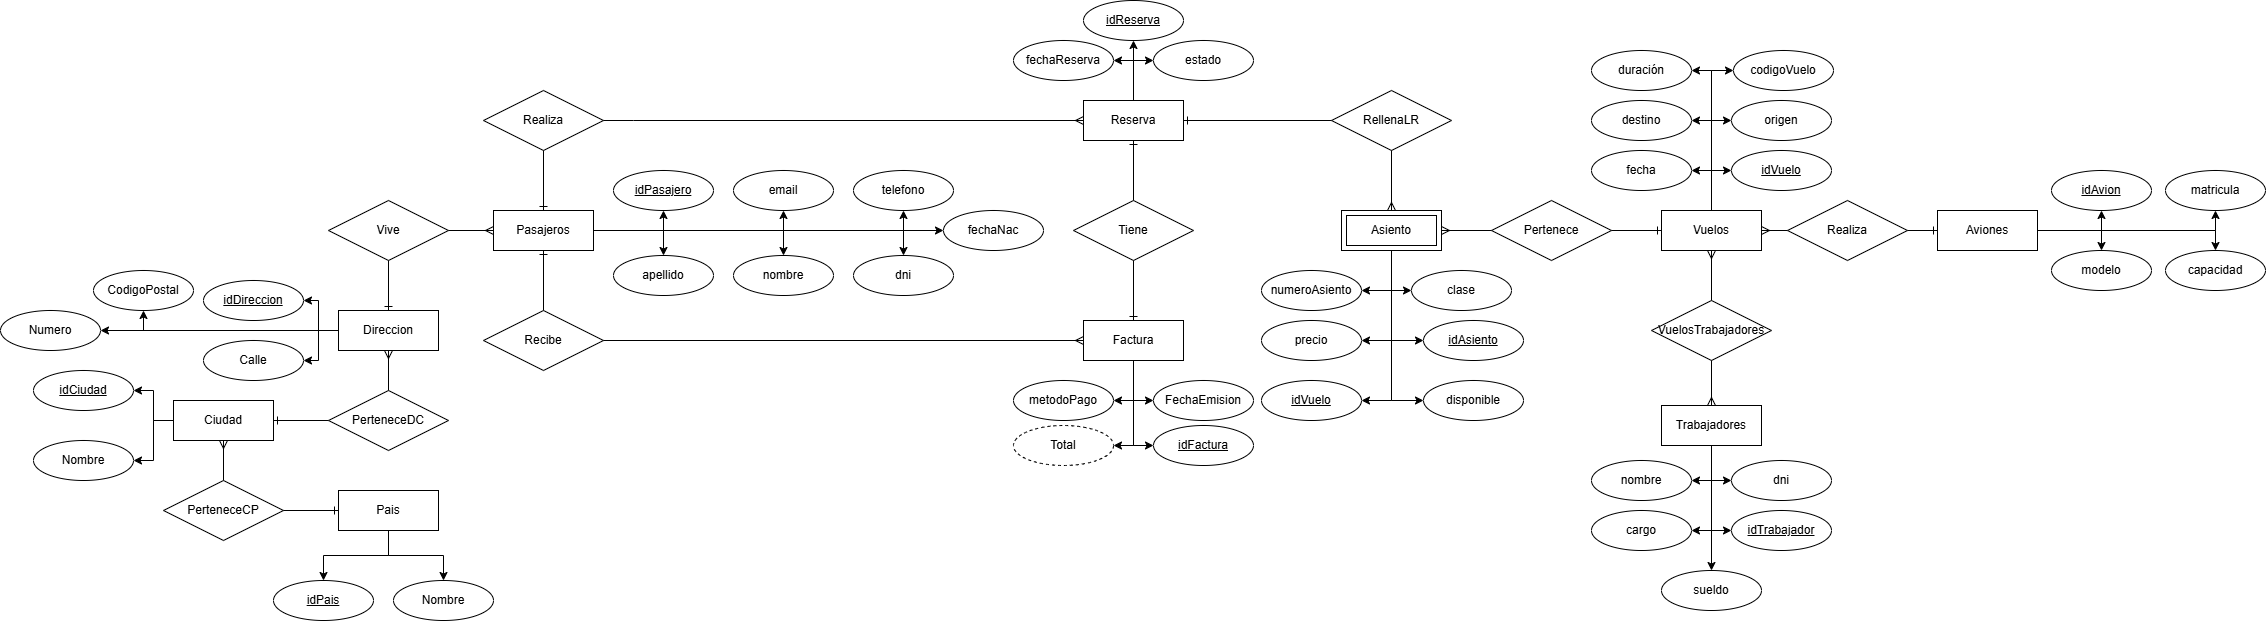 idReserva
fechaReserva
estado
duración
codigoVuelo
Realiza
Reserva
RellenaLR
destino
origen
fecha
idVuelo
idPasajero
email
telefono
idAvion
matricula
Vive
Pasajeros
fechaNac
Tiene
Asiento
Pertenece
Vuelos
Realiza
Aviones
apellido
nombre
dni
modelo
capacidad
CodigoPostal
idDireccion
numeroAsiento
clase
Numero
Direccion
Calle
Recibe
Factura
precio
idAsiento
VuelosTrabajadores
idCiudad
Ciudad
PerteneceDC
metodoPago
FechaEmision
idVuelo
disponible
Trabajadores
Nombre
Total
idFactura
nombre
dni
PerteneceCP
Pais
cargo
idTrabajador
idPais
Nombre
sueldo